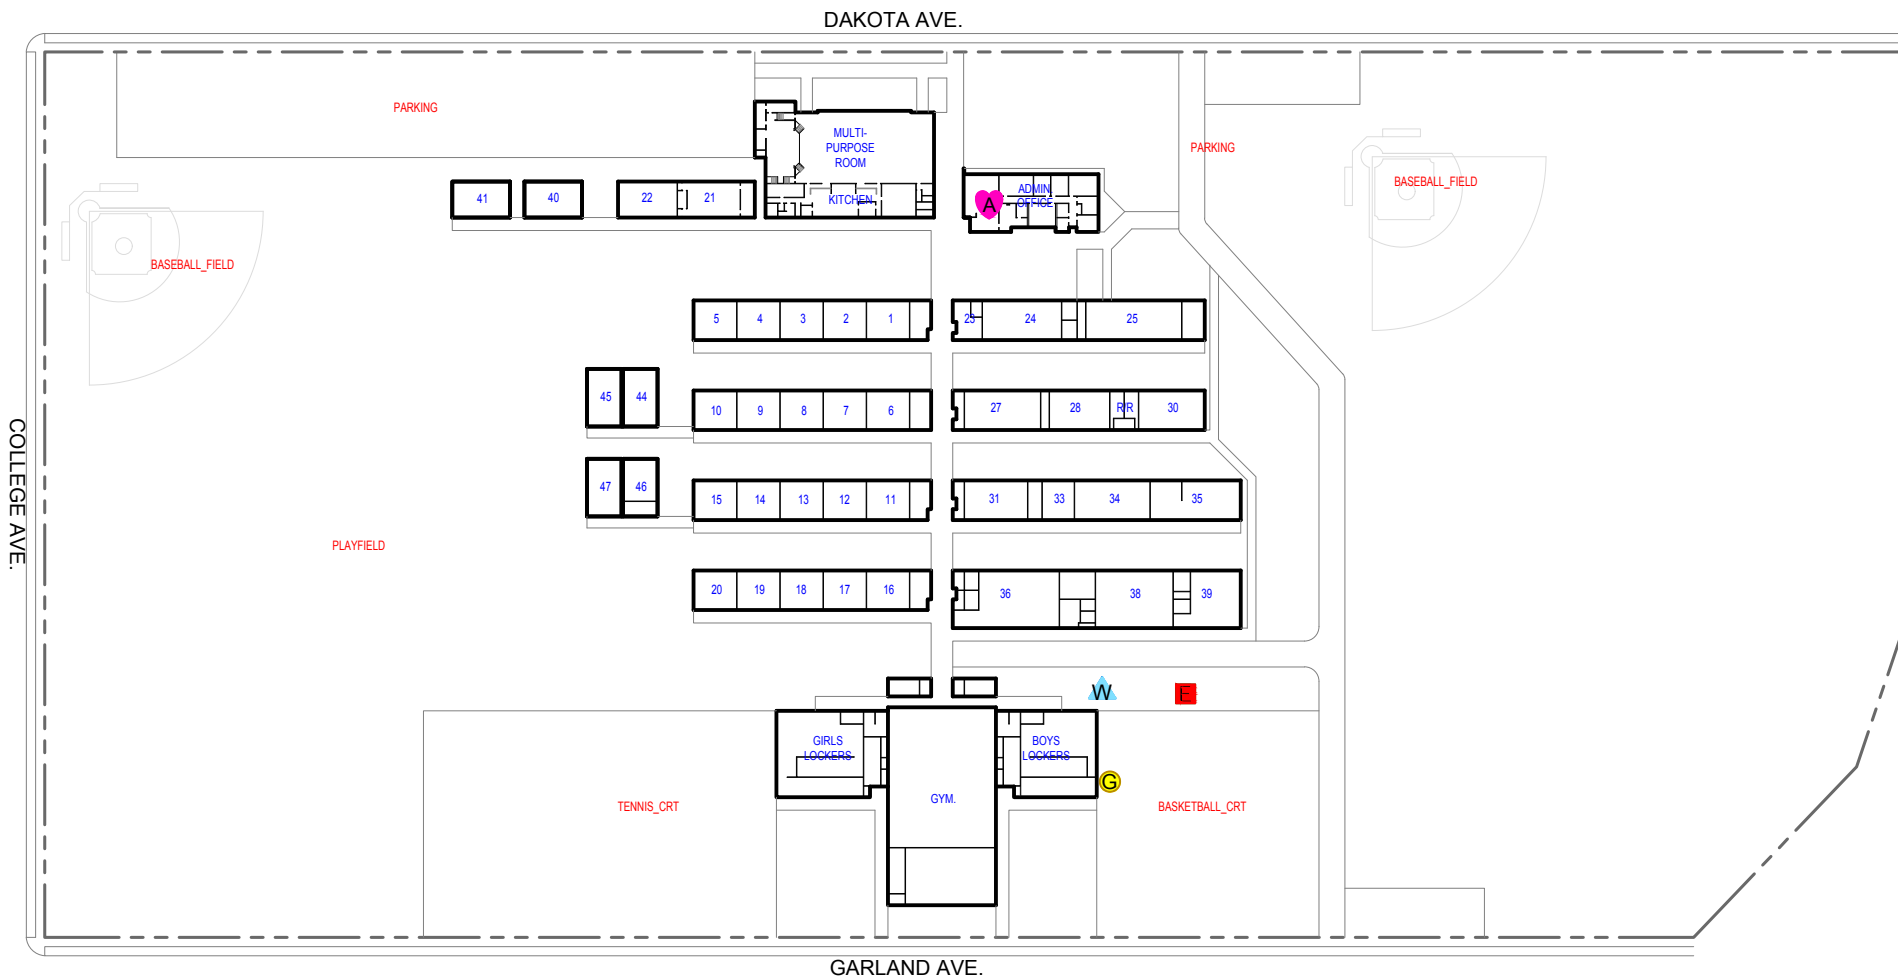 DAKOTA AVE.
PARKING
MULTI-
PURPOSE
ROOM
PARKING
BASEBALL_FIELD
41
40
22
21
KITCHEN
A
ADMIN.
OFFICE
BASEBALL_FIELD
5
4
3
2
1
23
24
25
45
44
10
9
8
7
6
27
28
R/R
30
COLLEGE AVE.
47
46
15
14
13
12
11
31
33
34
35
PLAYFIELD
20
19
18
17
16
36
38
39
W
E
GIRLS
LOCKERS
BOYS
LOCKERS
G
GYM.
TENNIS_CRT
BASKETBALL_CRT
GARLAND AVE.